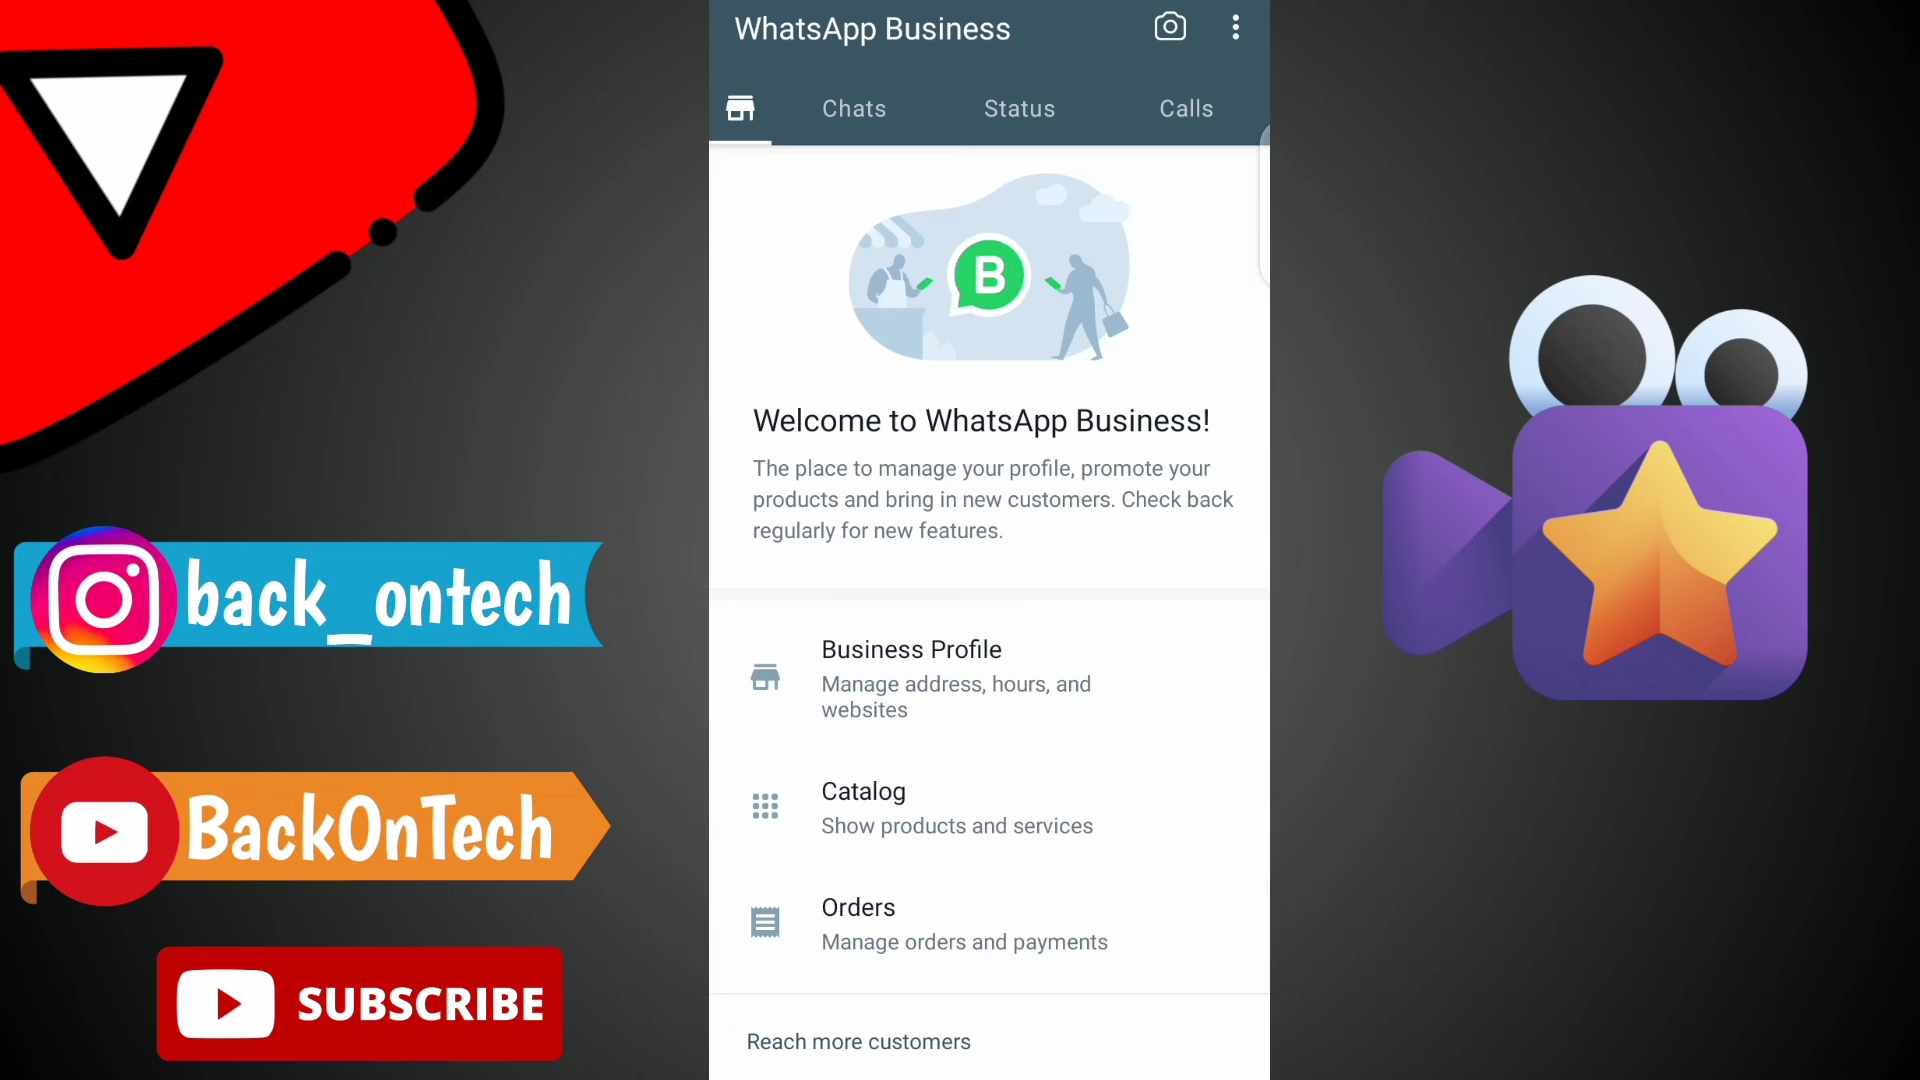 WhatsApp Business
Chats
Status
Calls
B
Welcome to WhatsApp Business!
The place to manage your profile, promote your
products and bring in new customers. Check back
regularly for new features.
Business Profile
Manage address, hours, and
websites
Catalog
Show products and services
Orders
Manage orders and payments
Reach more customers
back_ontech
BackOnTech
SUBSCRIBE